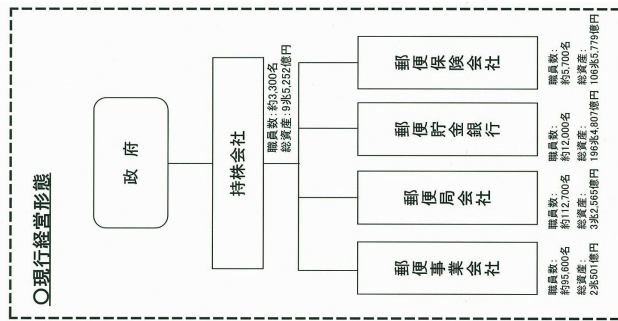 〇現行経営形態
政府
持株会社
職員数:約3,300名
総資産:9兆5,252億円
郵便事業会社
郵便局会社
郵便貯金銀行
郵便保険会社
職員数:
約95,600名
総資産:
2兆501億円
職員数:
約112,700名
総資産:
3兆2,565億円
職員数:
約12,000名
総資産:
196兆4,807億円
職員数:
約5,700名
総資産:
106兆5,779億円